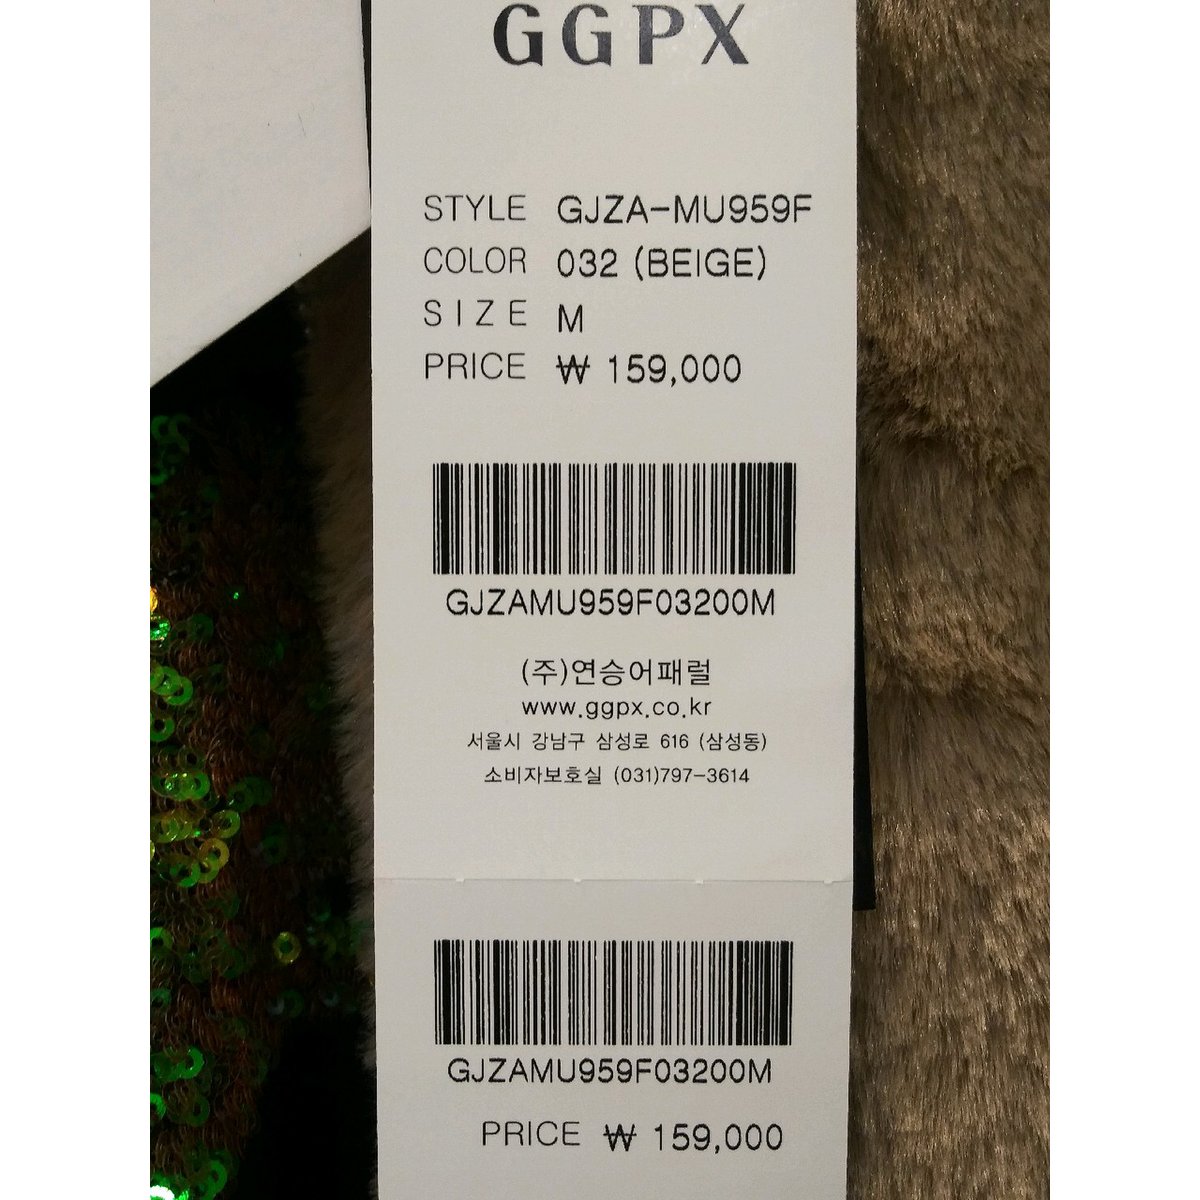 GGPX
STYLE GJZA-MU959F
COLOR 032 (BEIGE)
SIZE M
PRICE ₩ 159,000
GJZAMU959F03200M
(주)연승어패럴
www.ggpx.co.kr
서울시 강남구 삼성로 616 (삼성동)
소비자보호실 (031)797-3614
GJZAMU959F03200M
PRICE ₩ 159,000